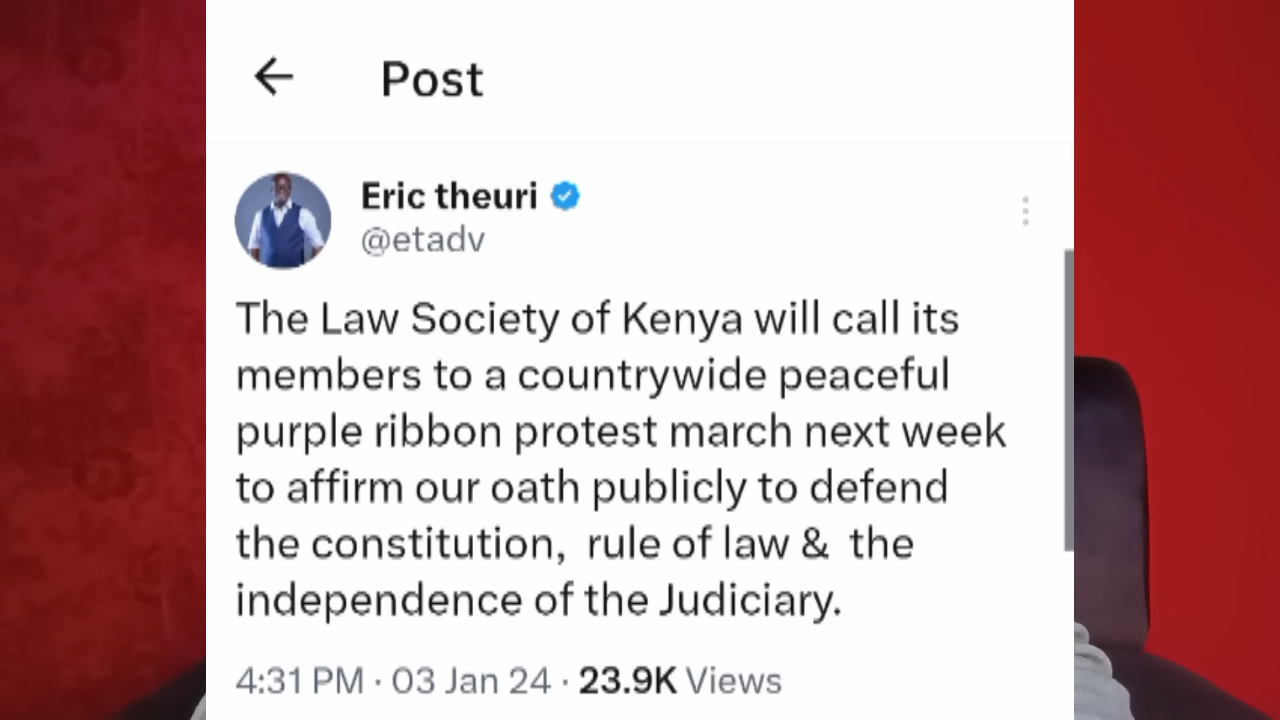 Post
Eric theuri
@etadv
The Law Society of Kenya will call its
members to a countrywide peaceful
purple ribbon protest march next week
to affirm our oath publicly to defend
the constitution,  rule of law &  the
independence of the Judiciary.
4:31 PM · 03 Jan 24 · 23.9K Views